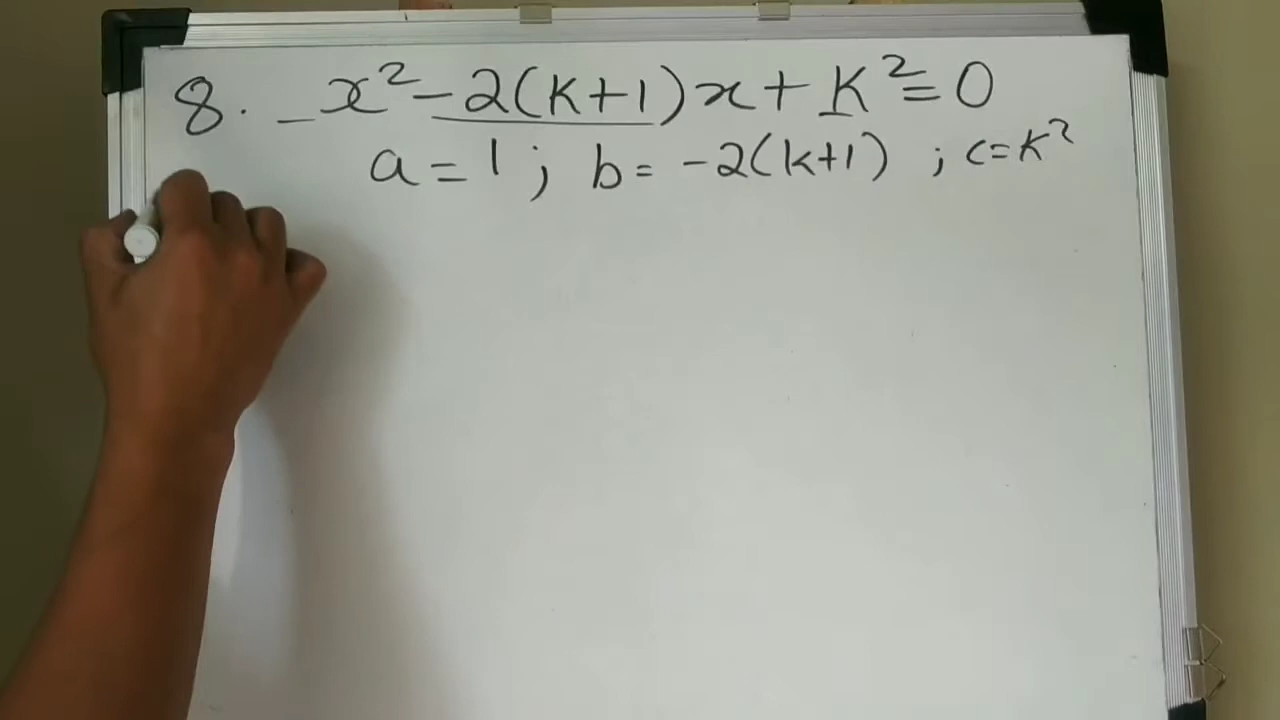 8. x² - 2(k+1)x + k² = 0
a = 1 ; b = -2(k+1) ; c = k²